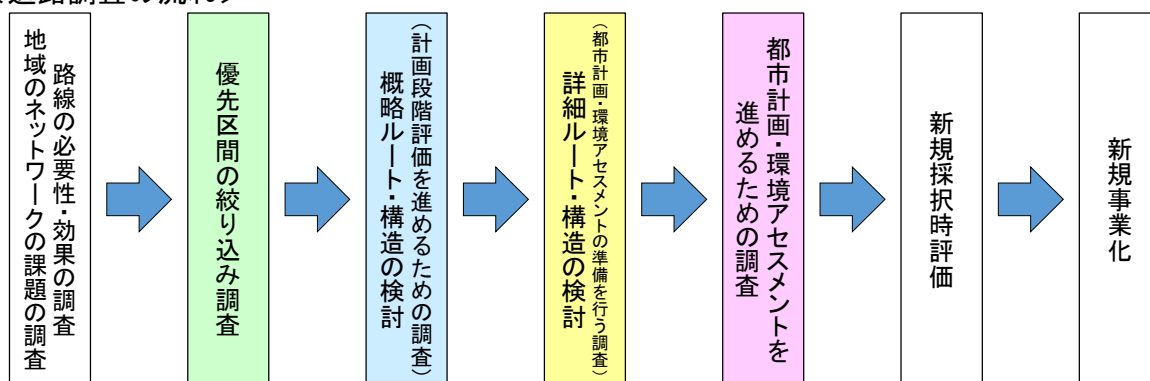 道路調査の流れ＞
路線の必要性・効果の調査
地域のネットワークの課題の調査
優先区間の絞り込み調査
（計画段階評価を進めるための調査）
概略ルート・構造の検討
（都市計画・環境アセスメントの準備を行う調査）
詳細ルート・構造の検討
都市計画・環境アセスメントを
進めるための調査
新規採択時評価
新規事業化